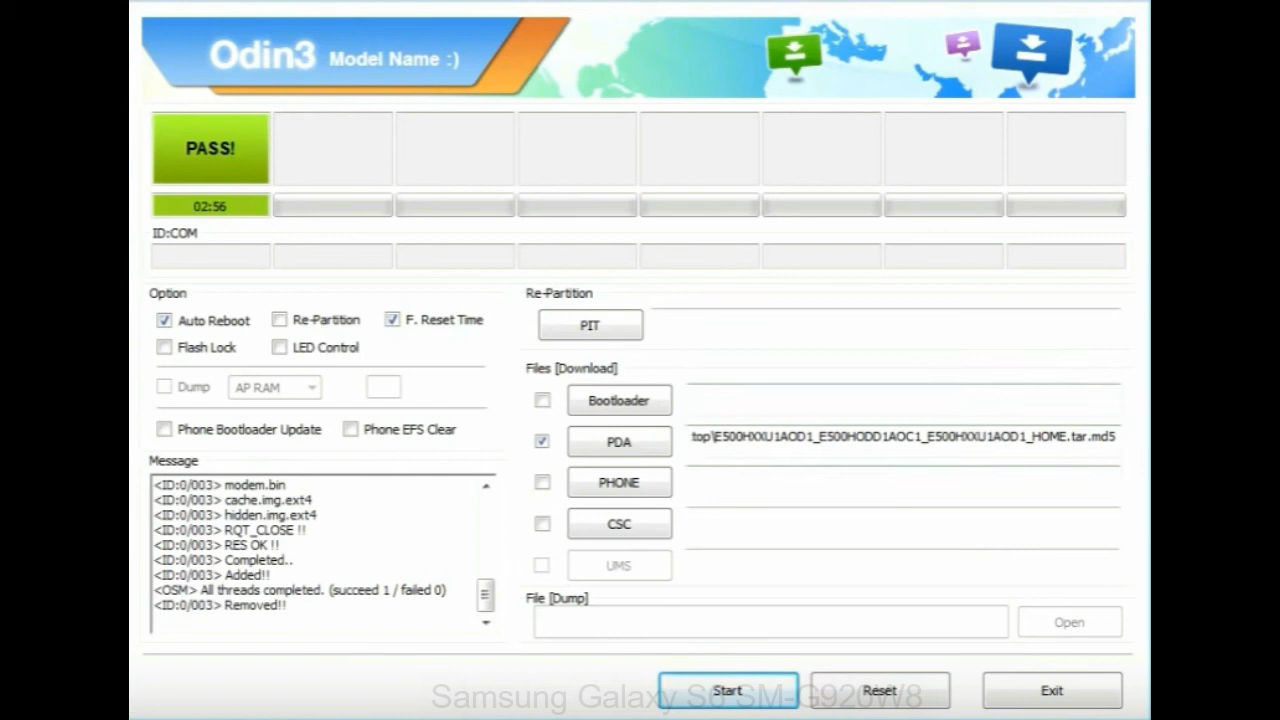 Odin3 Model Name :)
PASS!
02:56
ID:COM
Option
Auto Reboot Re-Partition F. Reset Time
Flash Lock LED Control
Dump AP RAM
Phone Bootloader Update Phone EFS Clear
Message
<ID:0/003> modem.bin
<ID:0/003> cache.img.ext4
<ID:0/003> hidden.img.ext4
<ID:0/003> RQT_CLOSE !!
<ID:0/003> RES OK !!
<ID:0/003> Completed..
<ID:0/003> Added!!
<OSM> All threads completed. (succeed 1 / failed 0)
<ID:0/003> Removed!!
Re-Partition
PIT
Files [Download]
Bootloader
PDA top\E500HXXU1AOD1_E500HODD1AOC1_E500HXXU1AOD1_HOME.tar.md5
PHONE
CSC
UMS
File [Dump]
Open
Start Reset Exit
Samsung Galaxy S6 SM-G920W8